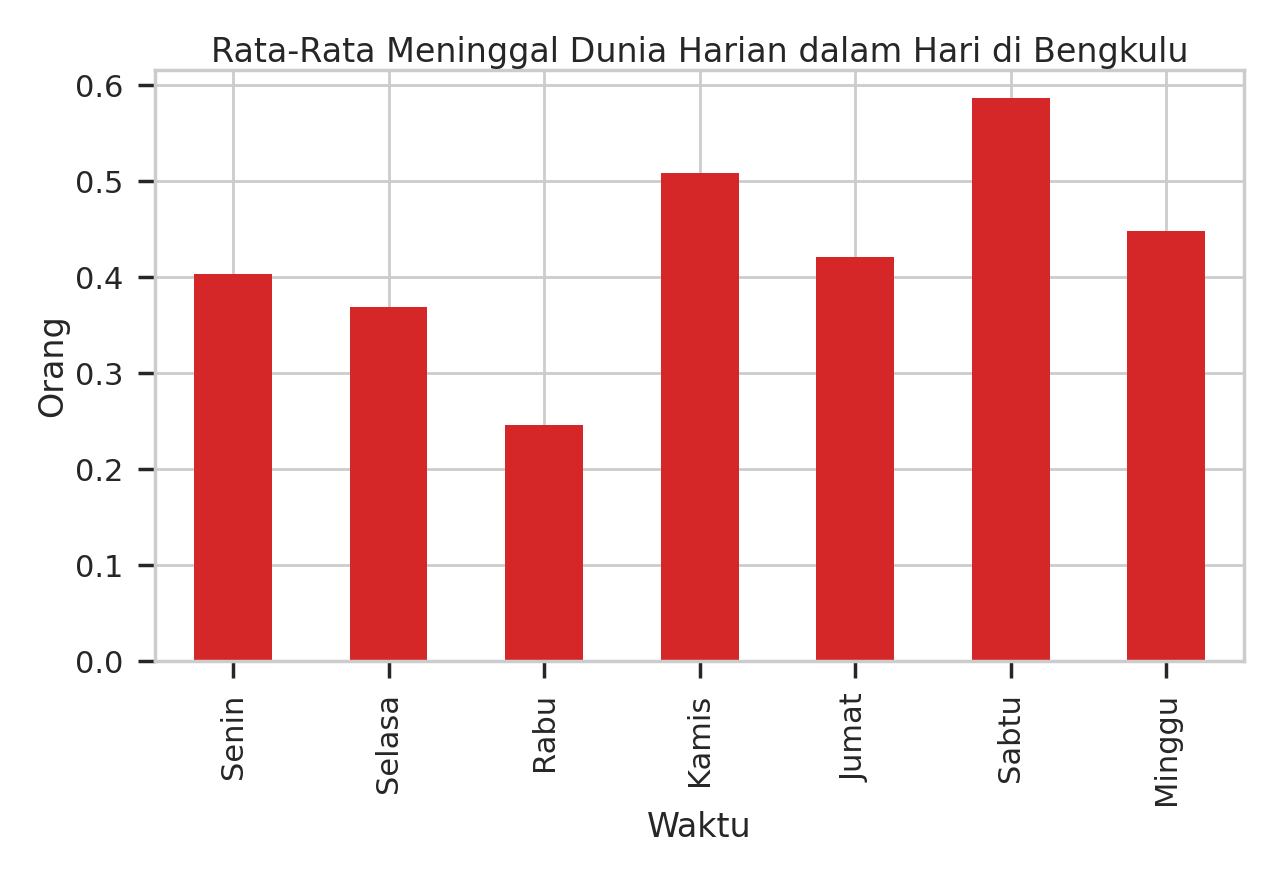 Rata-Rata Meninggal Dunia Harian dalam Hari di Bengkulu
0.6
0.5
0.4
0.3
0.2
0.1
0.0
Orang
Senin
Selasa
Rabu
Kamis
Jumat
Sabtu
Minggu
Waktu